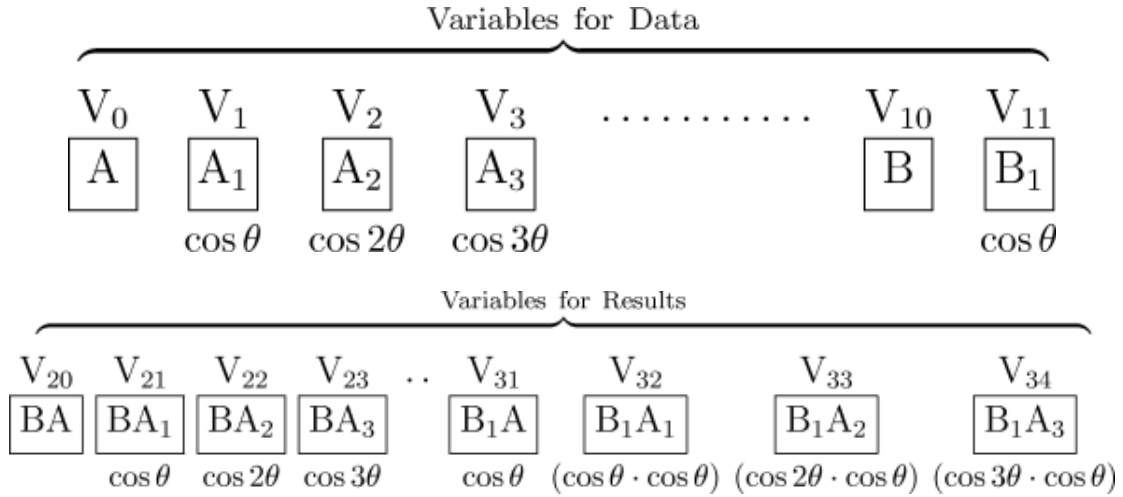 Variables for Data
V₀ V₁ V₂ V₃ ........... V₁₀ V₁₁
A A₁ A₂ A₃ B B₁
cos θ cos 2θ cos 3θ cos θ
Variables for Results
V₂₀ V₂₁ V₂₂ V₂₃ .. V₃₁ V₃₂ V₃₃ V₃₄
BA BA₁ BA₂ BA₃ B₁A B₁A₁ B₁A₂ B₁A₃
cos θ cos 2θ cos 3θ cos θ (cos θ · cos θ) (cos 2θ · cos θ) (cos 3θ · cos θ)